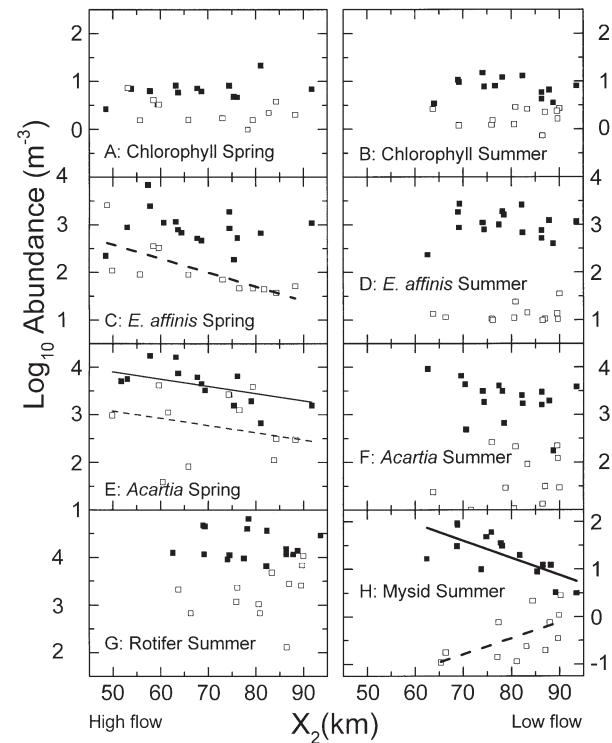 2
1
0
A: Chlorophyll Spring
2
1
0
B: Chlorophyll Summer
4
3
2
1
C: E. affinis Spring
4
3
2
1
D: E. affinis Summer
4
3
2
1
E: Acartia Spring
4
3
2
F: Acartia Summer
5
4
3
2
G: Rotifer Summer
2
1
0
-1
H: Mysid Summer
Log10 Abundance (m-3)
50 60 70 80 90
50 60 70 80 90
High flow
X2(km)
Low flow